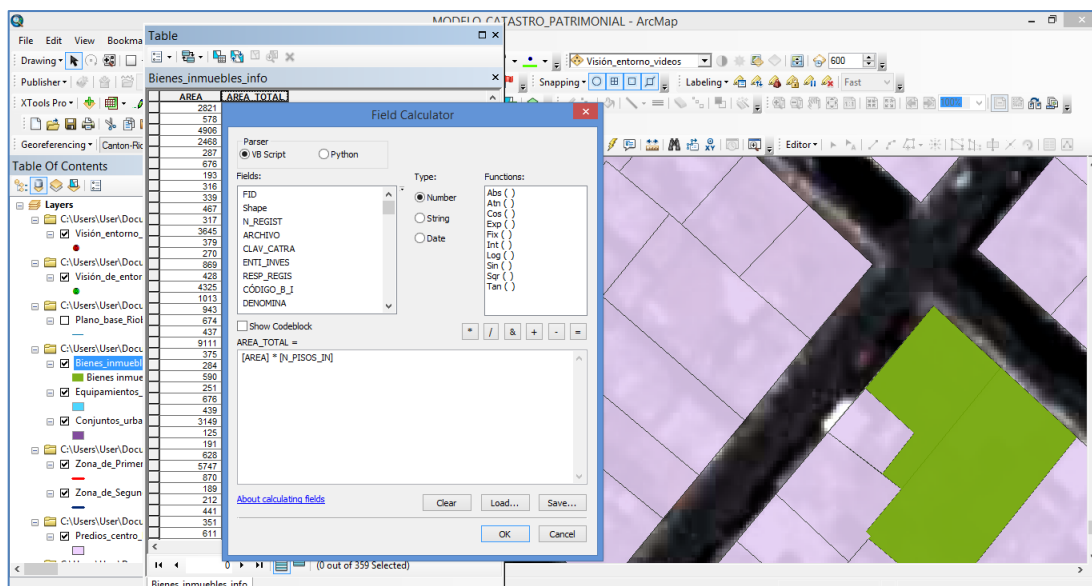 MODELO_CATASTRO_PATRIMONIAL - ArcMap
File Edit View Bookma
Table
Drawing
Visión_entorno_videos
600
Publisher
Bienes_inmuebles_info
Snapping
Labeling
Fast
XTools Pro
AREA AREA_TOTAL
100%
Georeferencing Canton-Ric
Editor
Table Of Contents
Layers
C:\Users\User\Docu
Visión_entorno_
C:\Users\User\Docu
Visión_de_entor
C:\Users\User\Docu
Plano_base_Riol
C:\Users\User\Docu
Bienes_inmuebl
Bienes inmue
Equipamientos_
Conjuntos_urba
C:\Users\User\Docu
Zona_de_Primer
Zona_de_Segun
C:\Users\User\Docu
Predios_centro_
2821
578
4906
2468
287
676
193
316
339
467
317
3645
379
270
869
428
4325
1013
943
674
437
9111
375
284
590
251
676
439
3149
125
191
628
5747
870
189
212
441
351
611
Field Calculator
Parser
VB Script Python
Fields:
FID
Shape
N_REGIST
ARCHIVO
CLAV_CATRA
ENTI_INVES
RESP_REGIS
CÓDIGO_B_I
DENOMINA
Type:
Number
String
Date
Functions:
Abs ( )
Atn ( )
Cos ( )
Exp ( )
Fix ( )
Int ( )
Log ( )
Sin ( )
Sqr ( )
Tan ( )
Show Codeblock
* / & + - =
AREA_TOTAL =
[AREA] * [N_PISOS_IN]
About calculating fields
Clear Load... Save...
OK Cancel
0 (0 out of 359 Selected)
Bienes_inmuebles_info